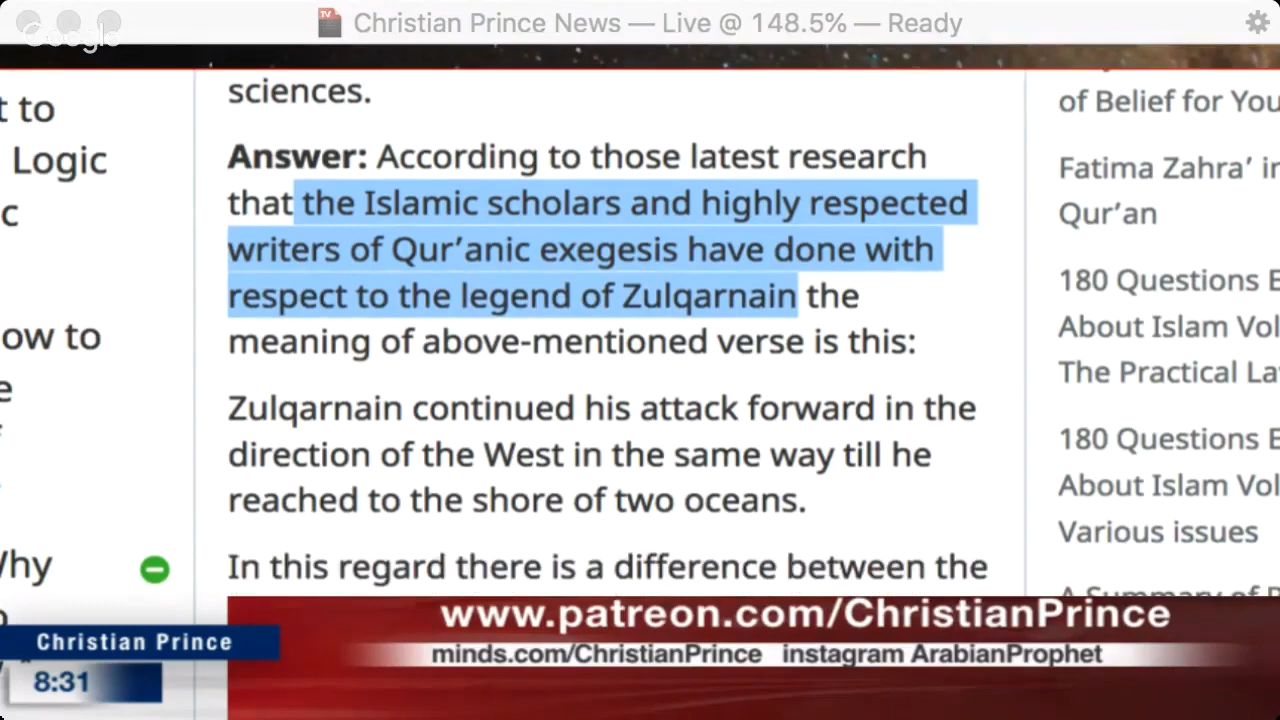 Christian Prince News — Live @ 148.5% — Ready
Google
t to
Logic
c
ow to
e
Why
sciences.
Answer: According to those latest research
that the Islamic scholars and highly respected
writers of Qur’anic exegesis have done with
respect to the legend of Zulqarnain the
meaning of above-mentioned verse is this:
Zulqarnain continued his attack forward in the
direction of the West in the same way till he
reached to the shore of two oceans.
In this regard there is a difference between the
of Belief for You
Fatima Zahra’ in
Qur’an
180 Questions E
About Islam Vol
The Practical La
180 Questions E
About Islam Vol
Various issues
A Summary of R
www.patreon.com/ChristianPrince
minds.com/ChristianPrince instagram ArabianProphet
Christian Prince
8:31